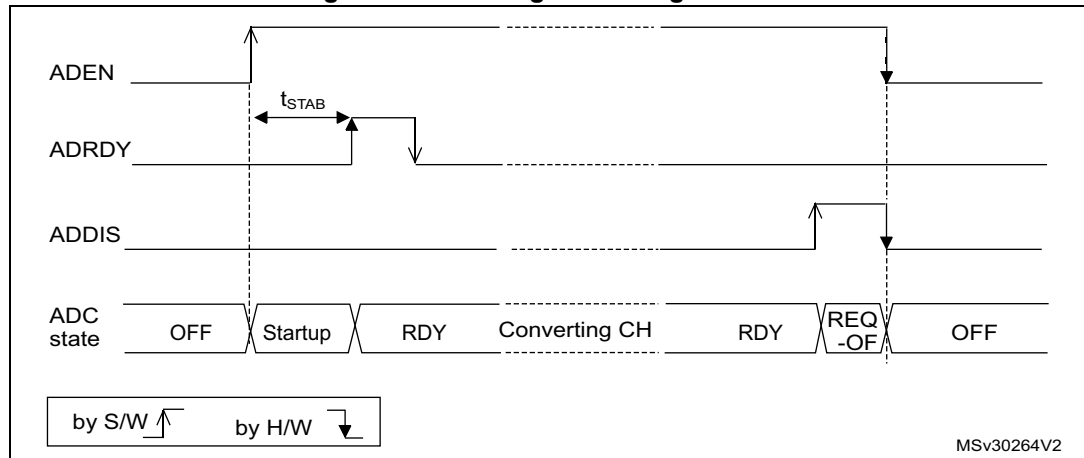 ADEN
tSTAB
ADRDY
ADDIS
ADC
state
OFF
Startup
RDY
Converting CH
RDY
REQ
-OF
OFF
by S/W
by H/W
MSv30264V2